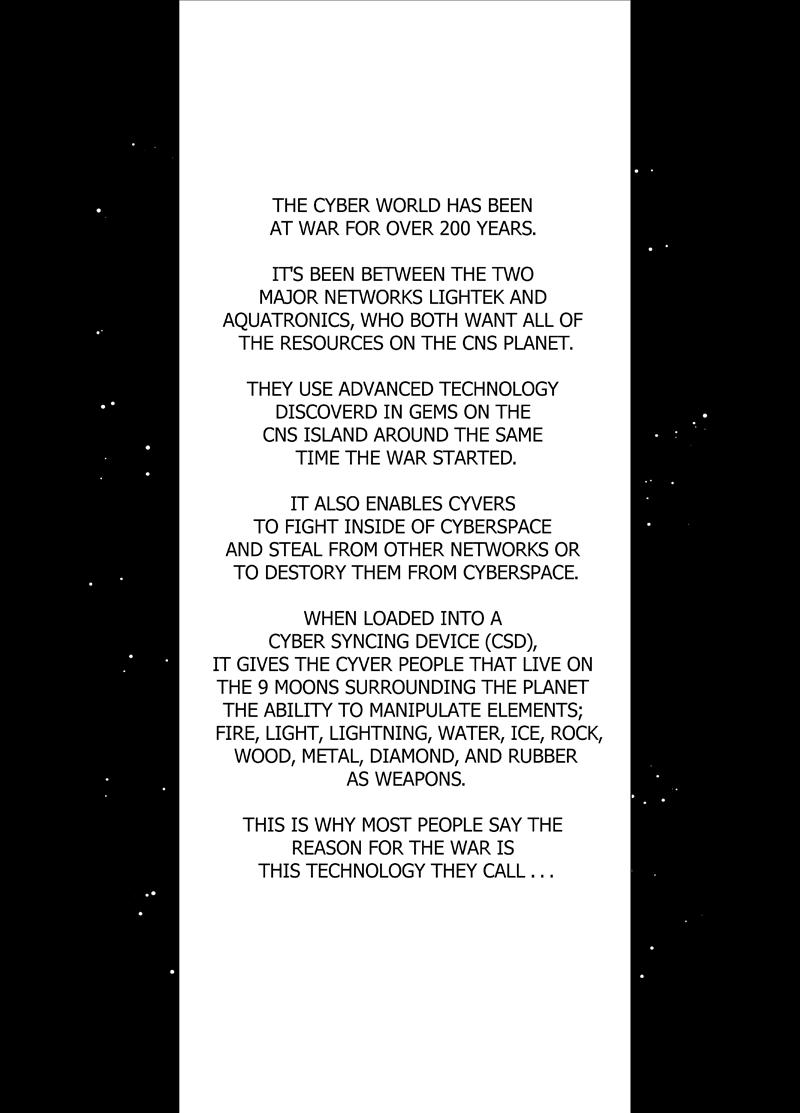 THE CYBER WORLD HAS BEEN
AT WAR FOR OVER 200 YEARS.
IT'S BEEN BETWEEN THE TWO
MAJOR NETWORKS LIGHTEK AND
AQUATRONICS, WHO BOTH WANT ALL OF
THE RESOURCES ON THE CNS PLANET.
THEY USE ADVANCED TECHNOLOGY
DISCOVERD IN GEMS ON THE
CNS ISLAND AROUND THE SAME
TIME THE WAR STARTED.
IT ALSO ENABLES CYVERS
TO FIGHT INSIDE OF CYBERSPACE
AND STEAL FROM OTHER NETWORKS OR
TO DESTORY THEM FROM CYBERSPACE.
WHEN LOADED INTO A
CYBER SYNCING DEVICE (CSD),
IT GIVES THE CYVER PEOPLE THAT LIVE ON
THE 9 MOONS SURROUNDING THE PLANET
THE ABILITY TO MANIPULATE ELEMENTS;
FIRE, LIGHT, LIGHTNING, WATER, ICE, ROCK,
WOOD, METAL, DIAMOND, AND RUBBER
AS WEAPONS.
THIS IS WHY MOST PEOPLE SAY THE
REASON FOR THE WAR IS
THIS TECHNOLOGY THEY CALL . . .